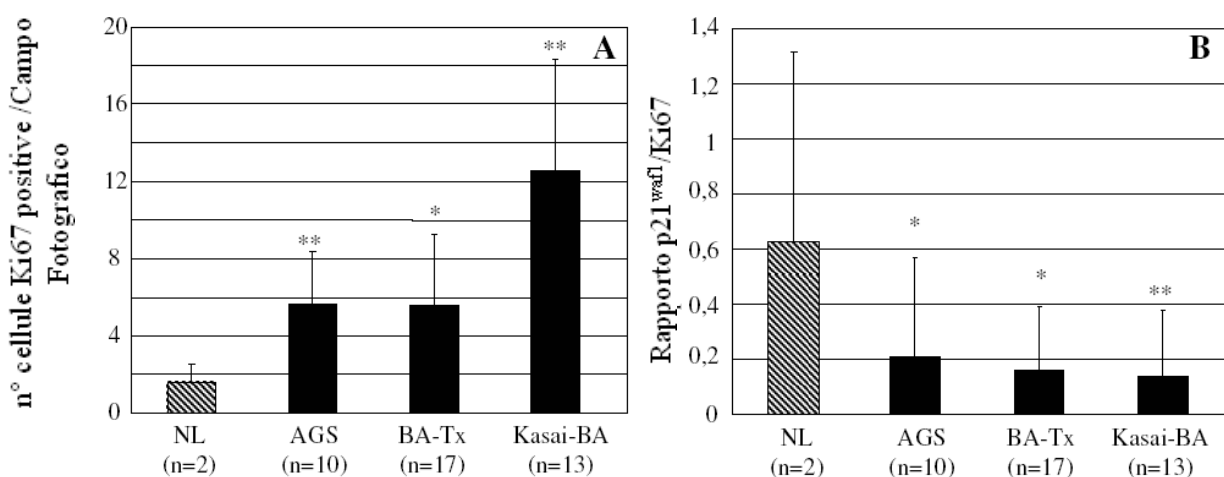 n° cellule Ki67 positive /Campo
Fotografico
20
16
12
8
4
0
A
**
*
**
NL
(n=2)
AGS
(n=10)
BA-Tx
(n=17)
Kasai-BA
(n=13)
Rapporto p21waf1/Ki67
1,4
1,2
1
0,8
0,6
0,4
0,2
0
B
*
*
**
NL
(n=2)
AGS
(n=10)
BA-Tx
(n=17)
Kasai-BA
(n=13)